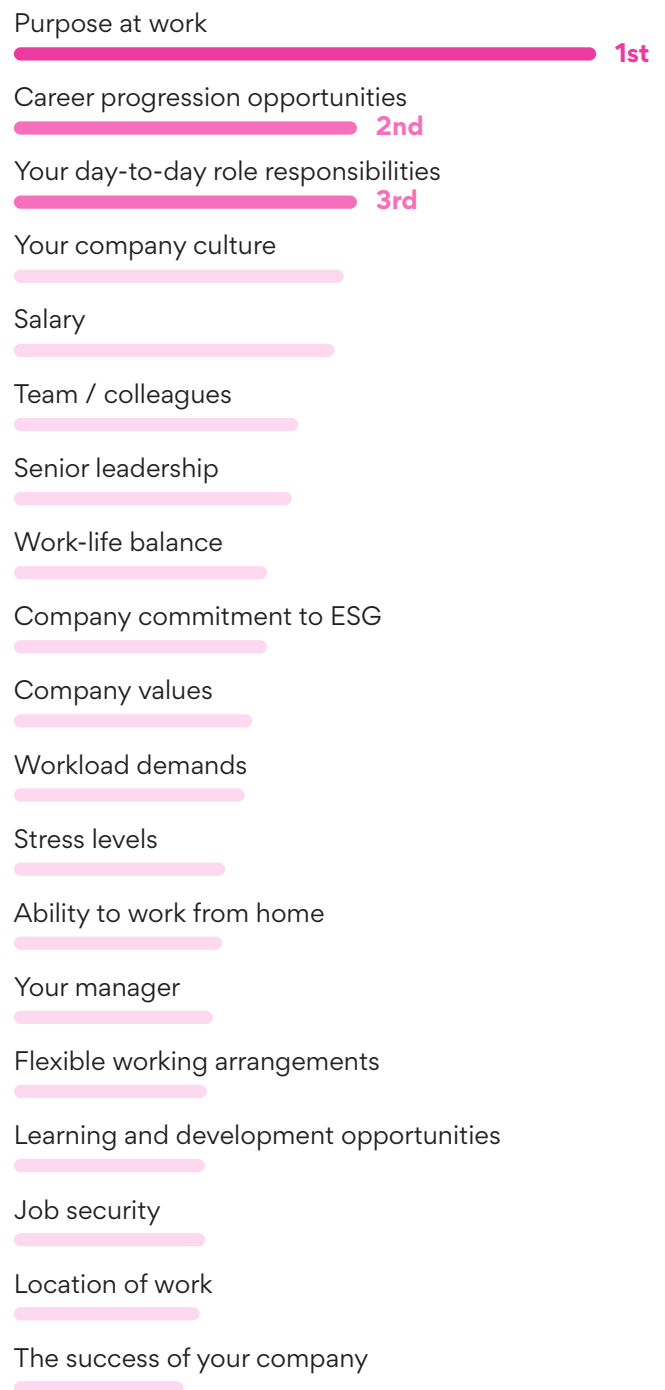 Purpose at work
1st
Career progression opportunities
2nd
Your day-to-day role responsibilities
3rd
Your company culture
Salary
Team / colleagues
Senior leadership
Work-life balance
Company commitment to ESG
Company values
Workload demands
Stress levels
Ability to work from home
Your manager
Flexible working arrangements
Learning and development opportunities
Job security
Location of work
The success of your company